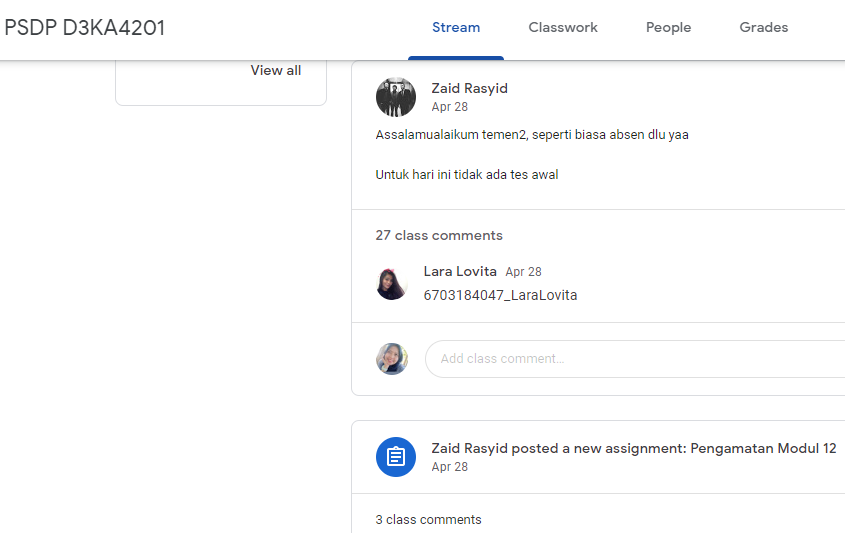 PSDP D3KA4201
Stream Classwork People Grades
View all
Zaid Rasyid
Apr 28
Assalamualaikum temen2, seperti biasa absen dlu yaa
Untuk hari ini tidak ada tes awal
27 class comments
Lara Lovita Apr 28
6703184047_LaraLovita
Add class comment...
Zaid Rasyid posted a new assignment: Pengamatan Modul 12
Apr 28
3 class comments